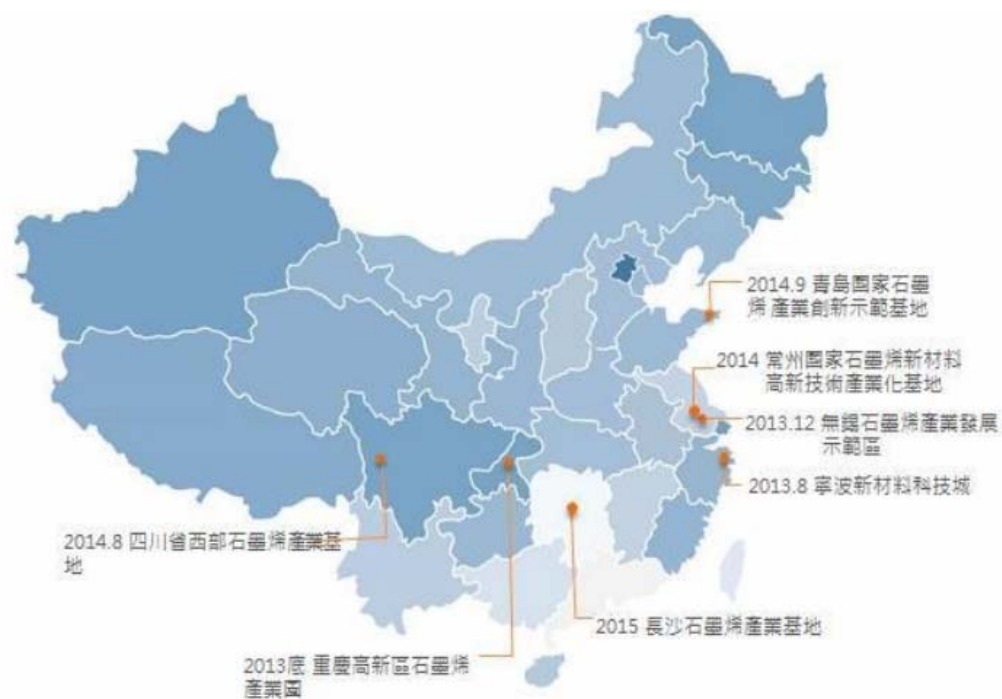 2014.9 青島國家石墨
烯 產業創新示範基地
2014 常州國家石墨烯新材料
高新技術產業化基地
2013.12 無錫石墨烯產業發展
示範區
2013.8 寧波新材料科技城
2014.8 四川省西部石墨烯產業基
地
2015 長沙石墨烯產業基地
2013底 重慶高新區石墨烯
產業園